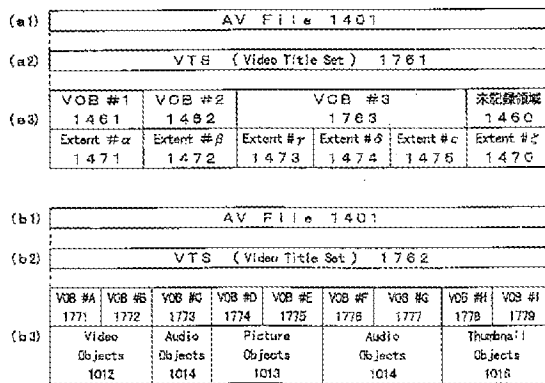 (a1) AV File 1401
(a2) VTS (Video Title Set) 1761
VOB #1 VOB #2 VOB #3 未記録領域
(a3) 1461 1462 1763 1460
Extent #α Extent #β Extent #γ Extent #δ Extent #ε Extent #ζ
1471 1472 1473 1474 1475 1470
(b1) AV File 1401
(b2) VTS (Video Title Set) 1762
VOB #A VOB #B VOB #C VOB #D VOB #E VOB #F VOB #G VOB #H VOB #I
1771 1772 1773 1774 1775 1776 1777 1778 1779
(b3) Video Audio Picture Audio Thumbnail
Objects Objects Objects Objects Objects
1012 1014 1013 1014 1016